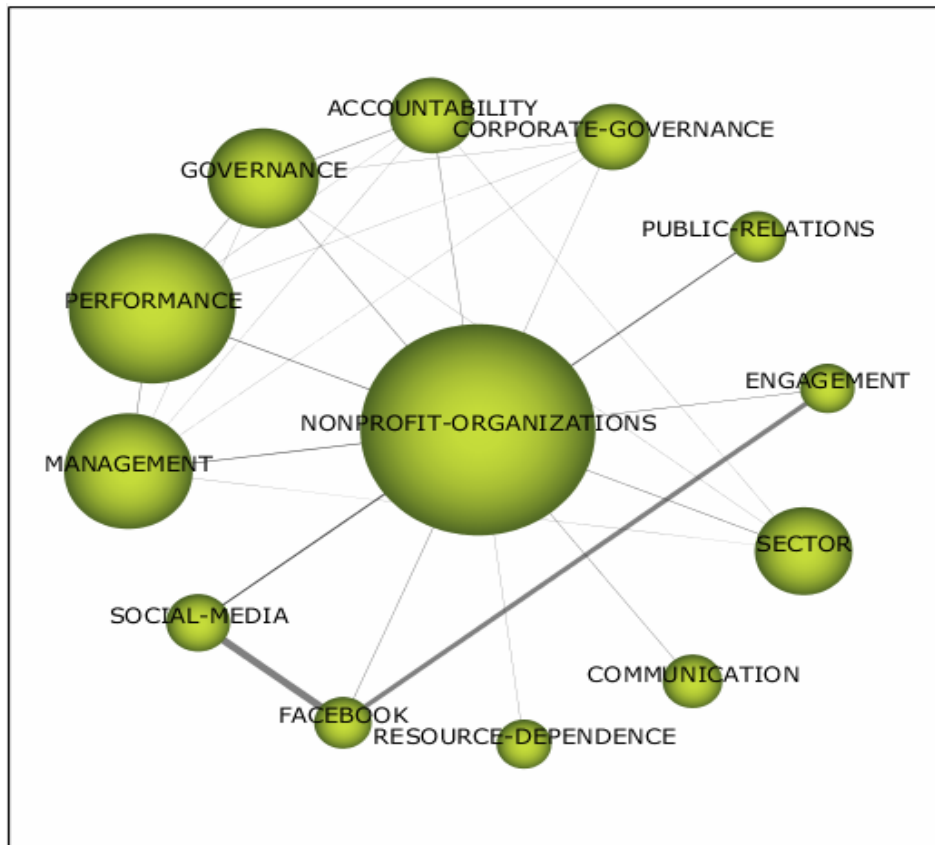 ACCOUNTABILITY
CORPORATE-GOVERNANCE
GOVERNANCE
PUBLIC-RELATIONS
PERFORMANCE
ENGAGEMENT
NONPROFIT-ORGANIZATIONS
MANAGEMENT
SECTOR
SOCIAL-MEDIA
COMMUNICATION
FACEBOOK
RESOURCE-DEPENDENCE